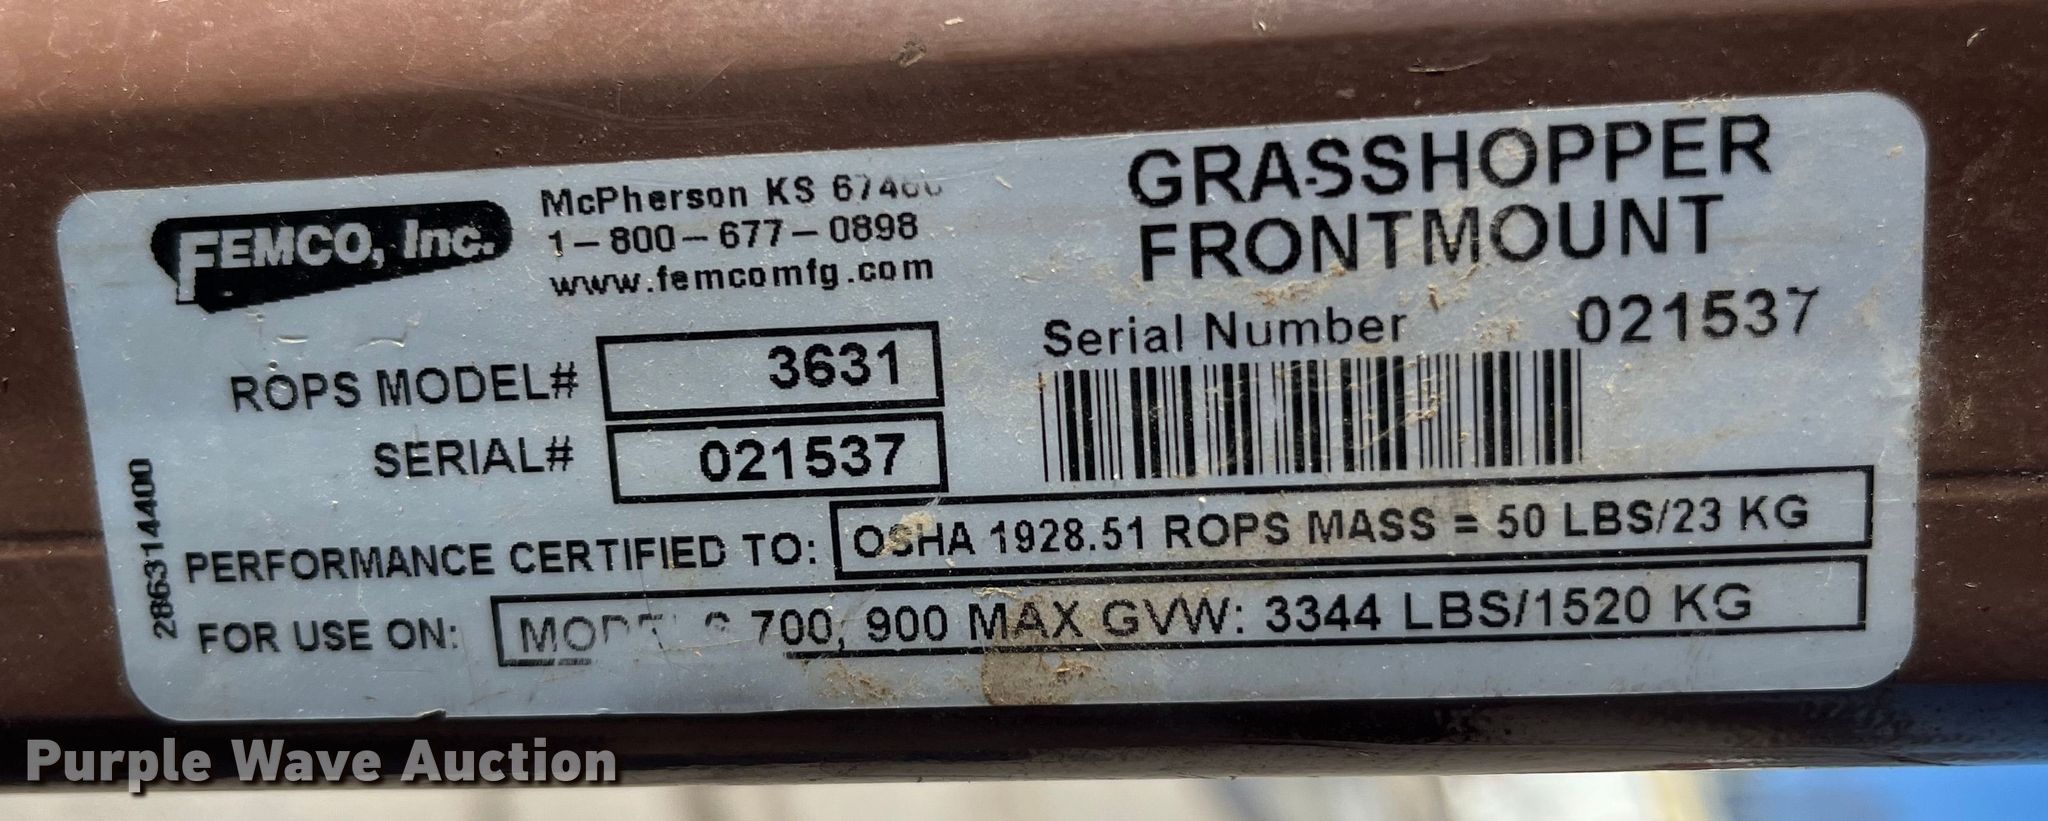 FEMCO, Inc.
McPherson KS
1-800-677-0898
www.femcomfg.com
GRASSHOPPER
FRONTMOUNT
Serial Number 021537
ROPS MODEL# 3631
SERIAL# 021537
PERFORMANCE CERTIFIED TO: OSHA 1928.51 ROPS MASS = 50 LBS/23 KG
FOR USE ON: MODELS 700, 900 MAX GVW: 3344 LBS/1520 KG
286314400
Purple Wave Auction